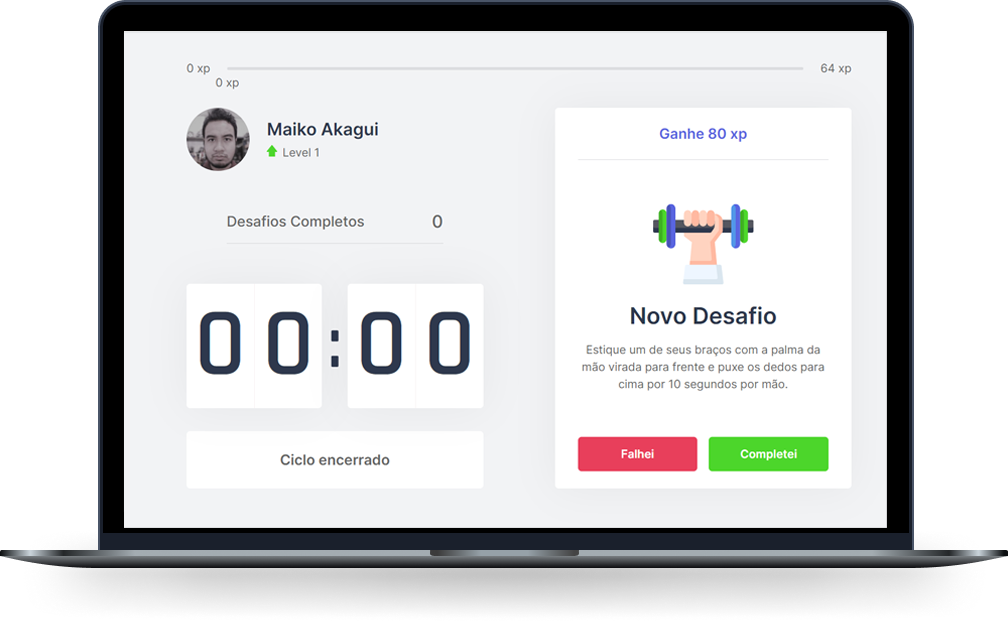 0 xp
64 xp
0 xp
Maiko Akagui
Level 1
Desafios Completos 0
00:00
Ciclo encerrado
Ganhe 80 xp
Novo Desafio
Estique um de seus braços com a palma da
mão virada para frente e puxe os dedos para
cima por 10 segundos por mão.
Falhei
Completei